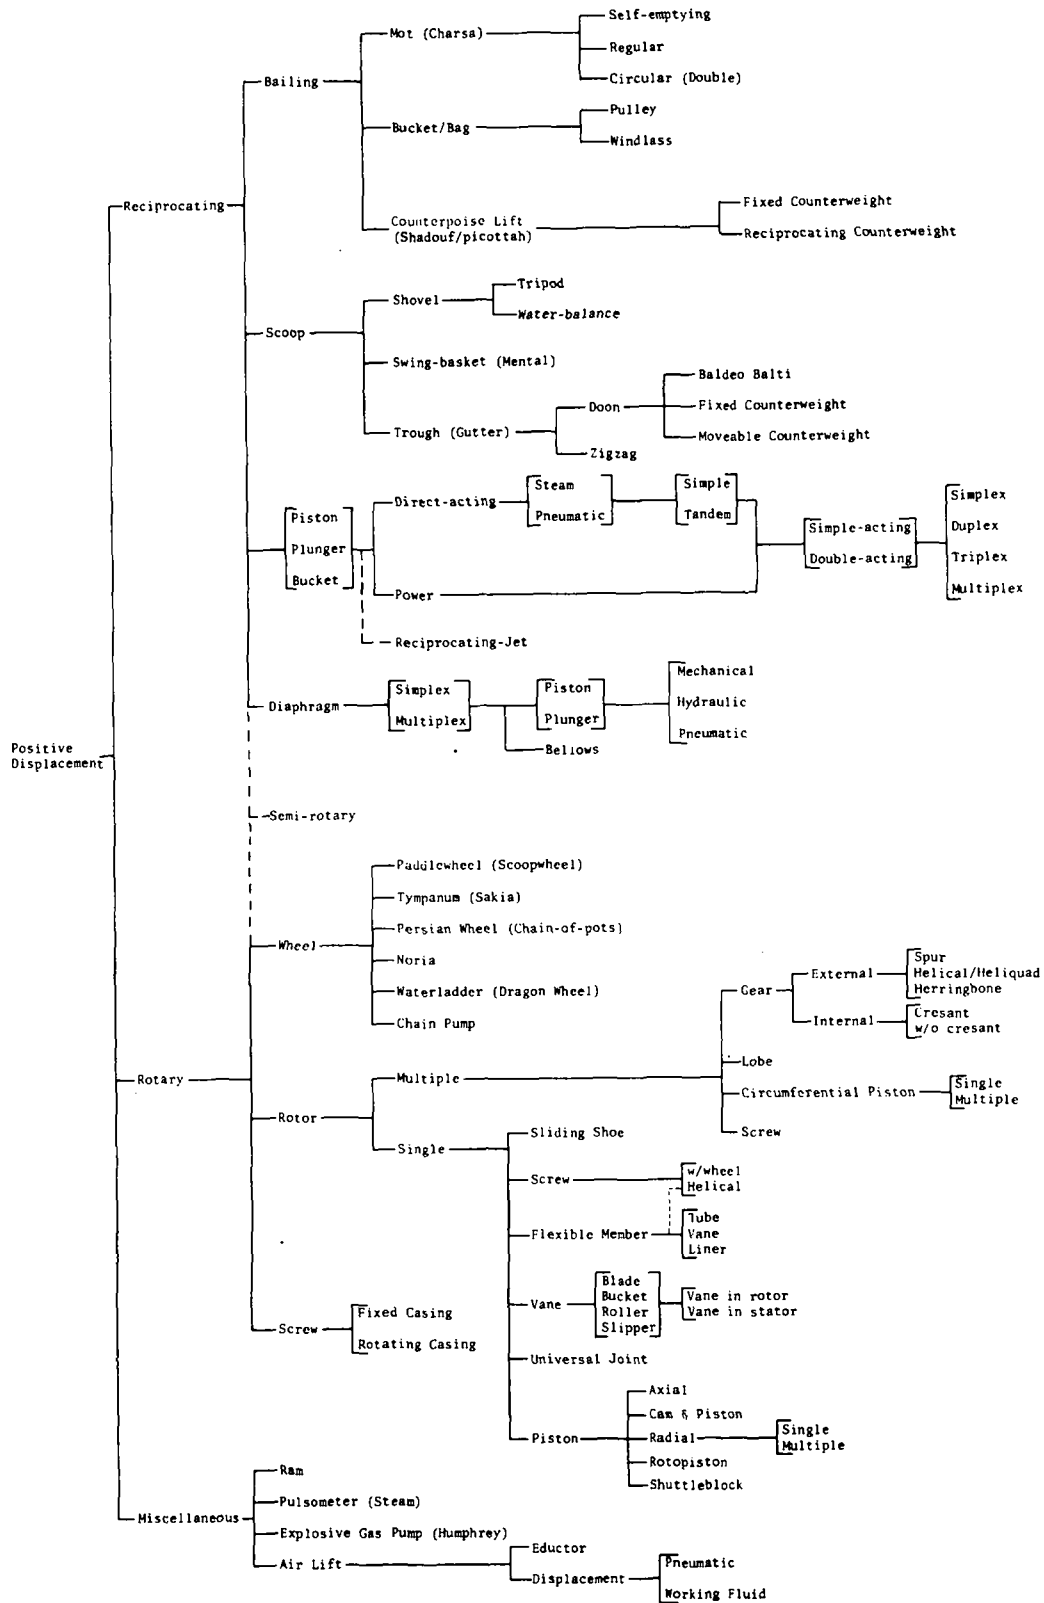 Self-emptying
Mot (Charsa)
Regular
Bailing
Circular (Double)
Pulley
Bucket/Bag
Windlass
Fixed Counterweight
Reciprocating
Counterpoise Lift
(Shadouf/picottah)
Reciprocating Counterweight
Tripod
Shovel
Water-balance
Scoop
Swing-basket (Mental)
Baldeo Balti
Doon
Fixed Counterweight
Trough (Gutter)
Moveable Counterweight
Zigzag
Direct-acting
Steam
Pneumatic
Simple
Tandem
Simplex
Duplex
Triplex
Multiplex
Piston
Plunger
Bucket
Simple-acting
Double-acting
Power
Reciprocating-Jet
Diaphragm
Simplex
Multiplex
Piston
Plunger
Mechanical
Hydraulic
Pneumatic
Bellows
Positive
Displacement
Semi-rotary
Paddlewheel (Scoopwheel)
Tympanum (Sakia)
Persian Wheel (Chain-of-pots)
Wheel
Noria
Waterladder (Dragon Wheel)
Chain Pump
Gear
External
Spur
Helical/Heliquad
Herringbone
Internal
Cresant
w/o cresant
Rotary
Multiple
Lobe
Circumferential Piston
Single
Multiple
Screw
Rotor
Single
Sliding Shoe
Screw
w/wheel
Helical
Flexible Member
Tube
Vane
Liner
Vane
Blade
Bucket
Roller
Slipper
Vane in rotor
Vane in stator
Screw
Fixed Casing
Rotating Casing
Universal Joint
Axial
Cam & Piston
Piston
Radial
Single
Multiple
Rotopiston
Shuttleblock
Ram
Pulsometer (Steam)
Miscellaneous
Explosive Gas Pump (Humphrey)
Air Lift
Eductor
Displacement
Pneumatic
Working Fluid